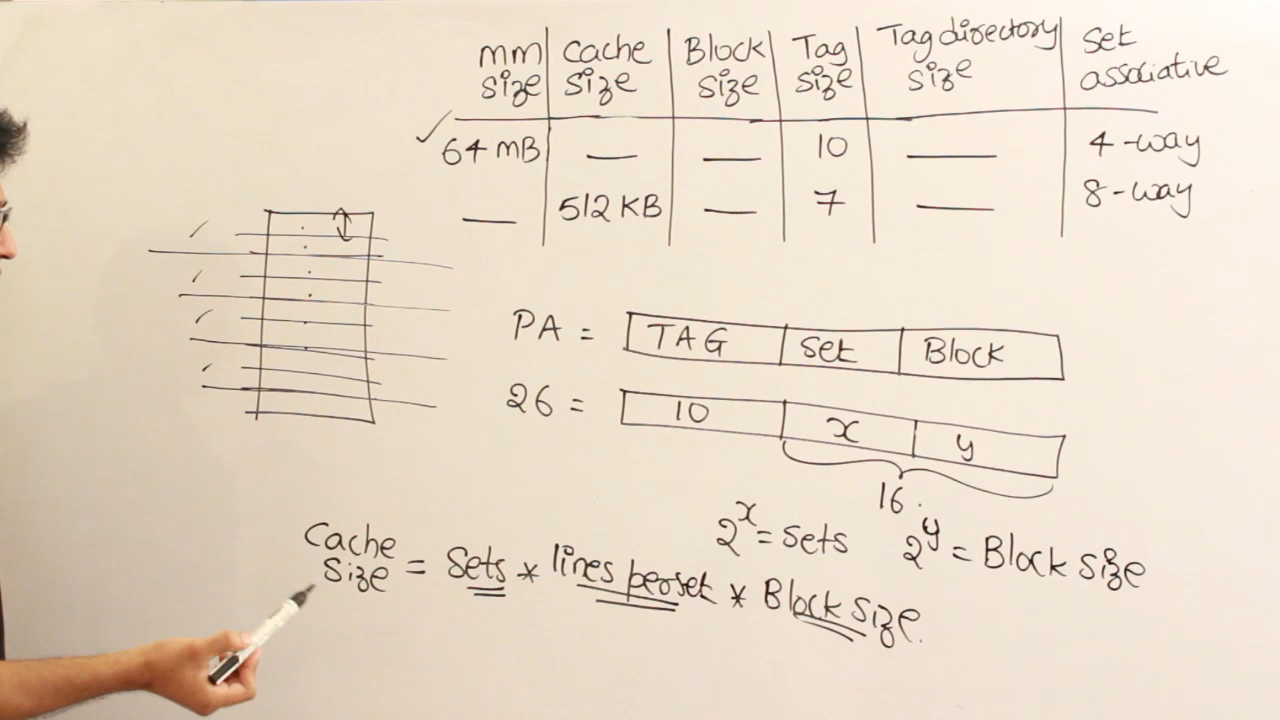 mm size | Cache size | Block size | Tag size | Tag directory size | Set associative
✓ 64 mB | — | — | 10 | — | 4-way
— | 512 KB | — | 7 | — | 8-way
PA = TAG | Set | Block
26 = 10 | x | y
16.
2^x = Sets 2^y = Block size
Cache size = Sets * lines per set * Block size.